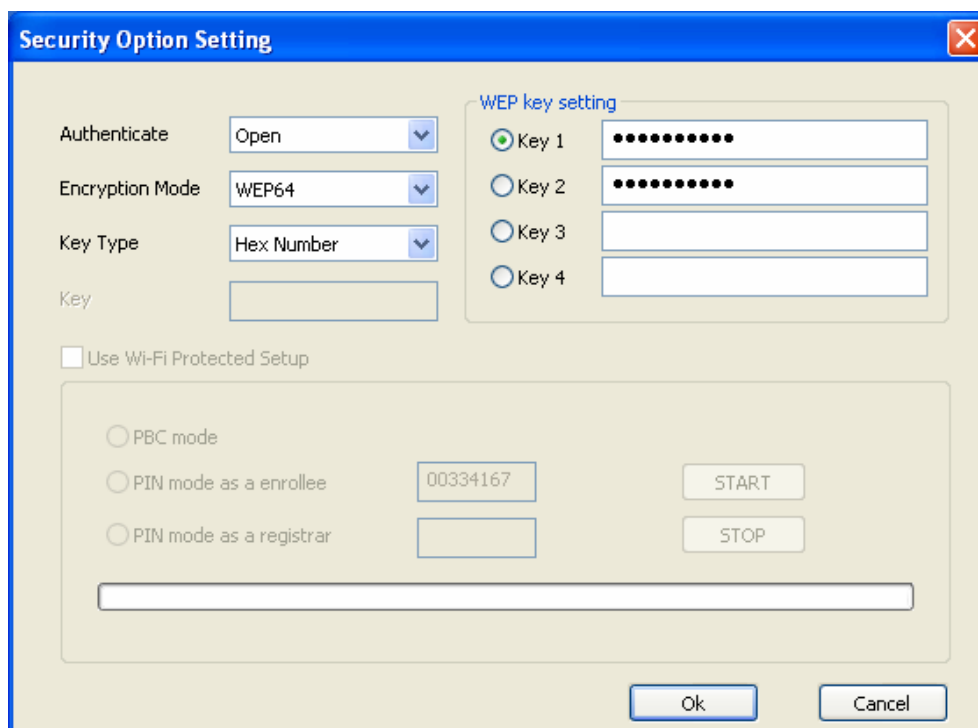 Security Option Setting
WEP key setting
Authenticate
Open
Key 1
••••••••••
Encryption Mode
WEP64
Key 2
••••••••••
Key Type
Hex Number
Key 3
Key
Key 4
Use Wi-Fi Protected Setup
PBC mode
PIN mode as a enrollee
00334167
START
PIN mode as a registrar
STOP
Ok
Cancel